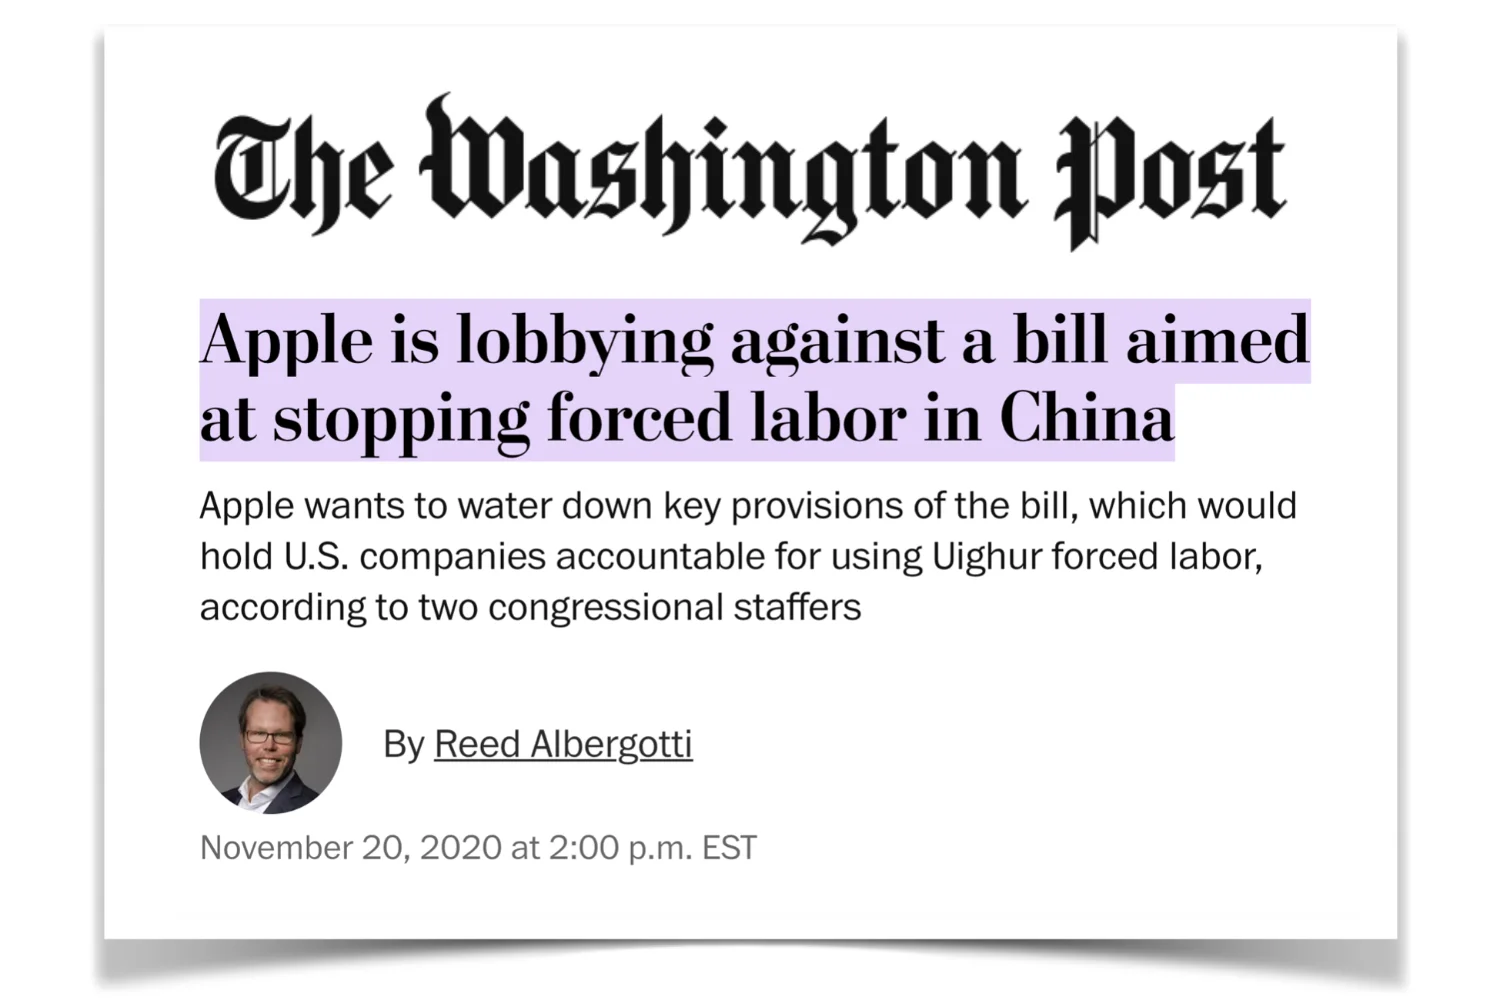 The Washington Post
Apple is lobbying against a bill aimed
at stopping forced labor in China
Apple wants to water down key provisions of the bill, which would
hold U.S. companies accountable for using Uighur forced labor,
according to two congressional staffers
By Reed Albergotti
November 20, 2020 at 2:00 p.m. EST